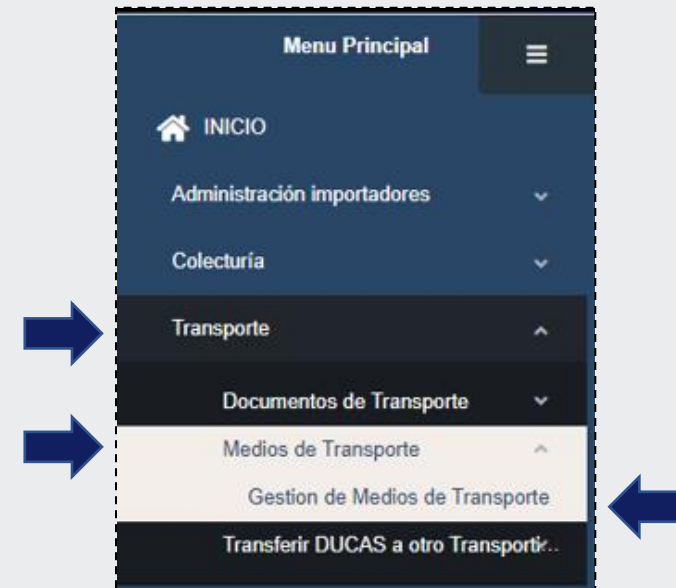 Menu Principal
INICIO
Administración importadores
Colecturía
Transporte
Documentos de Transporte
Medios de Transporte
Gestion de Medios de Transporte
Transferir DUCAS a otro Transporti...